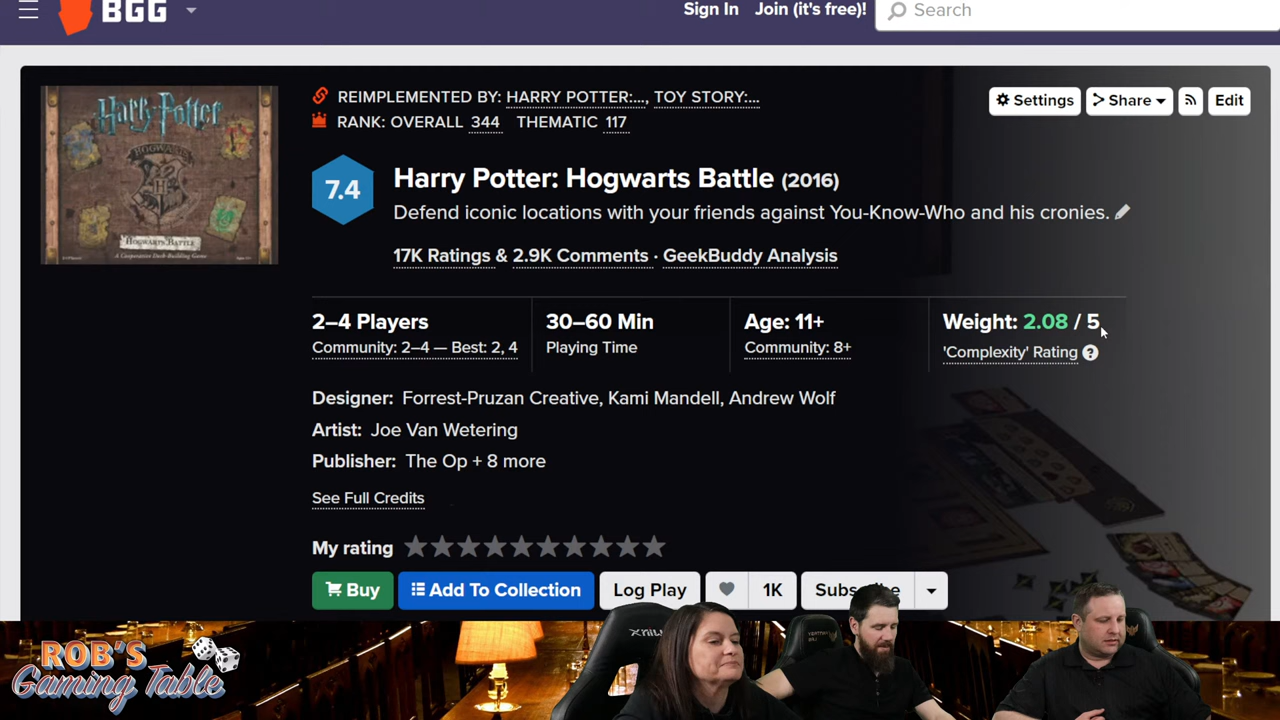 BGG
Sign In Join (it's free)!
Search
REIMPLEMENTED BY: HARRY POTTER:..., TOY STORY:...
RANK: OVERALL 344 THEMATIC 117
Settings
Share
Edit
Harry Potter
HOGWARTS
HOGWARTS BATTLE
A Cooperative Deck-Building Game
7.4
Harry Potter: Hogwarts Battle (2016)
Defend iconic locations with your friends against You-Know-Who and his cronies.
17K Ratings & 2.9K Comments · GeekBuddy Analysis
2–4 Players
Community: 2–4 — Best: 2, 4
30–60 Min
Playing Time
Age: 11+
Community: 8+
Weight: 2.08 / 5
'Complexity' Rating ?
Designer: Forrest-Pruzan Creative, Kami Mandell, Andrew Wolf
Artist: Joe Van Wetering
Publisher: The Op + 8 more
See Full Credits
My rating
Buy
Add To Collection
Log Play
1K
ROB'S
Gaming Table